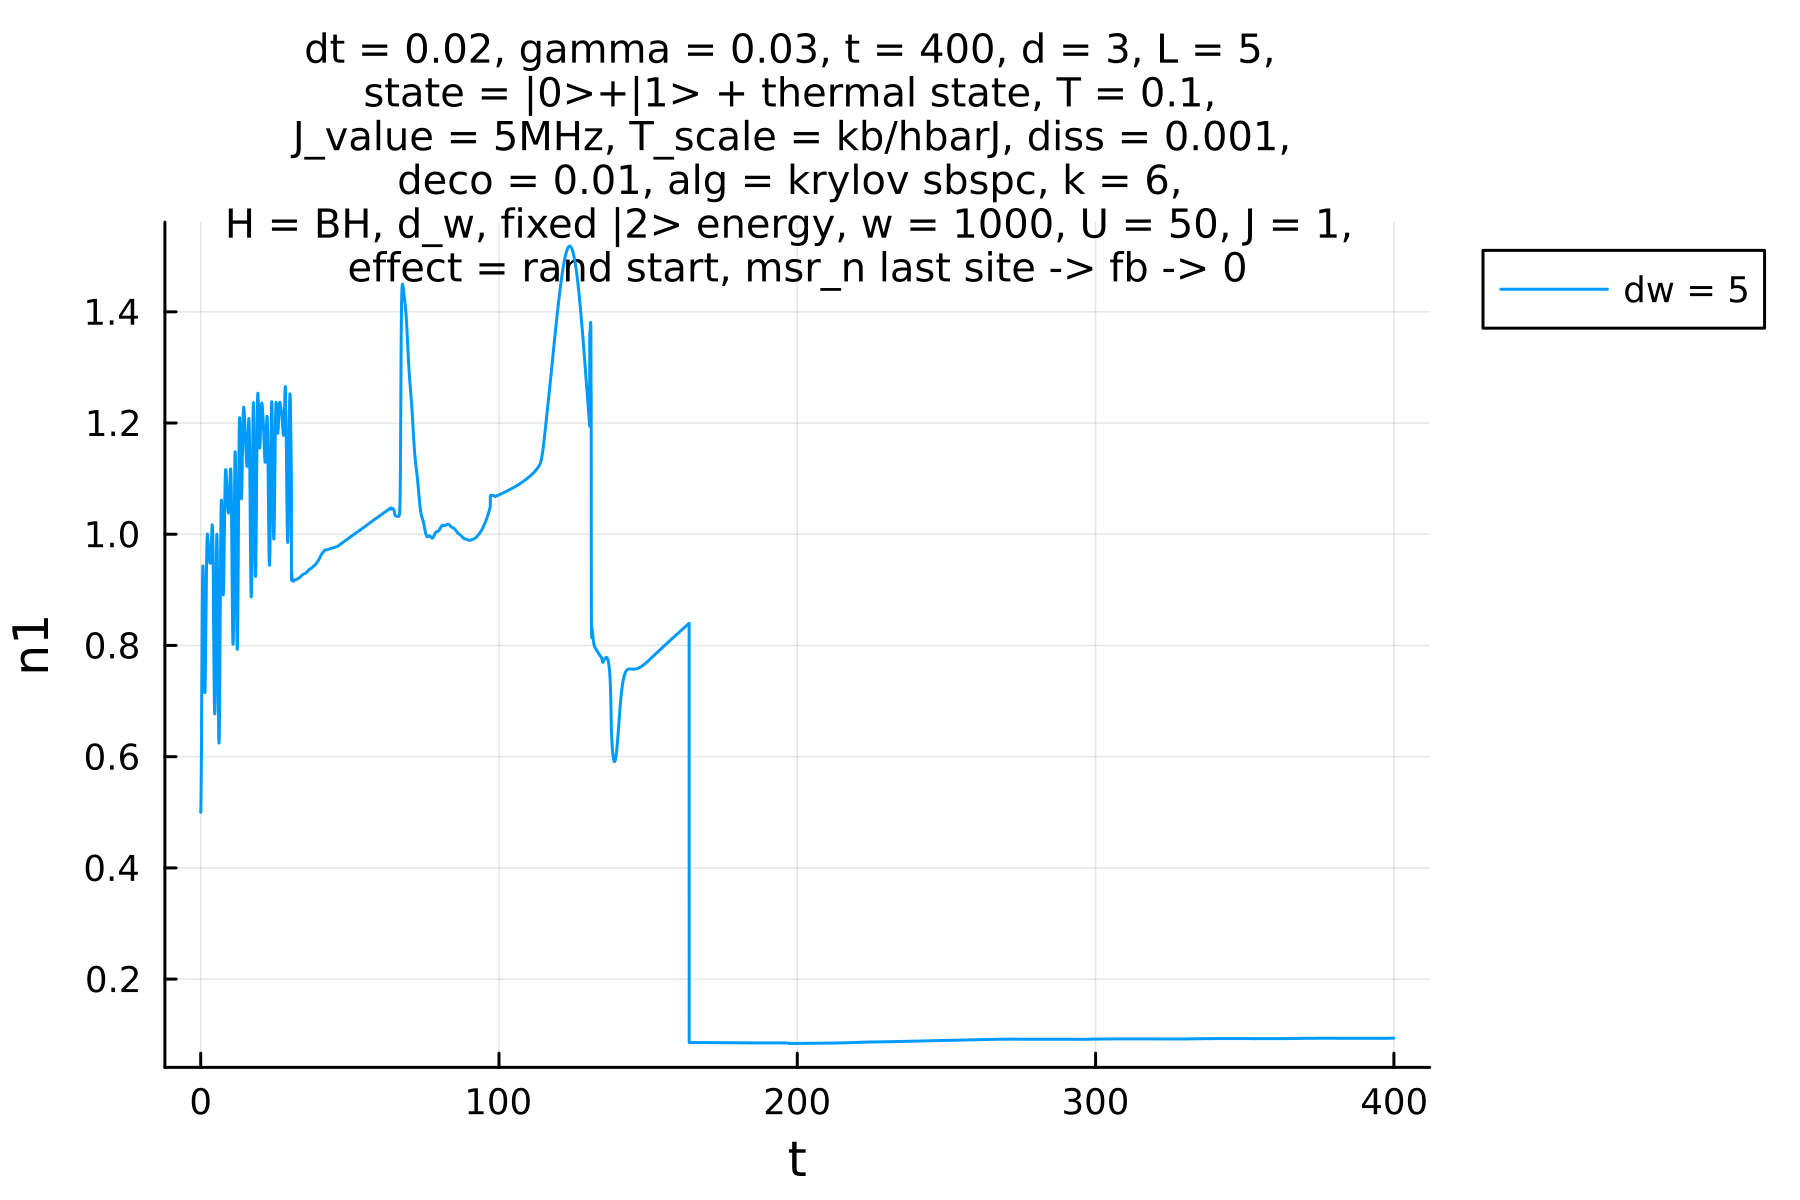 dt = 0.02, gamma = 0.03, t = 400, d = 3, L = 5,
state = |0>+|1> + thermal state, T = 0.1,
J_value = 5MHz, T_scale = kb/hbarJ, diss = 0.001,
deco = 0.01, alg = krylov sbspc, k = 6,
H = BH, d_w, fixed |2> energy, w = 1000, U = 50, J = 1,
effect = rand start, msr_n last site -> fb -> 0
dw = 5
1.4
1.2
1.0
0.8
0.6
0.4
0.2
n1
0 100 200 300 400
t